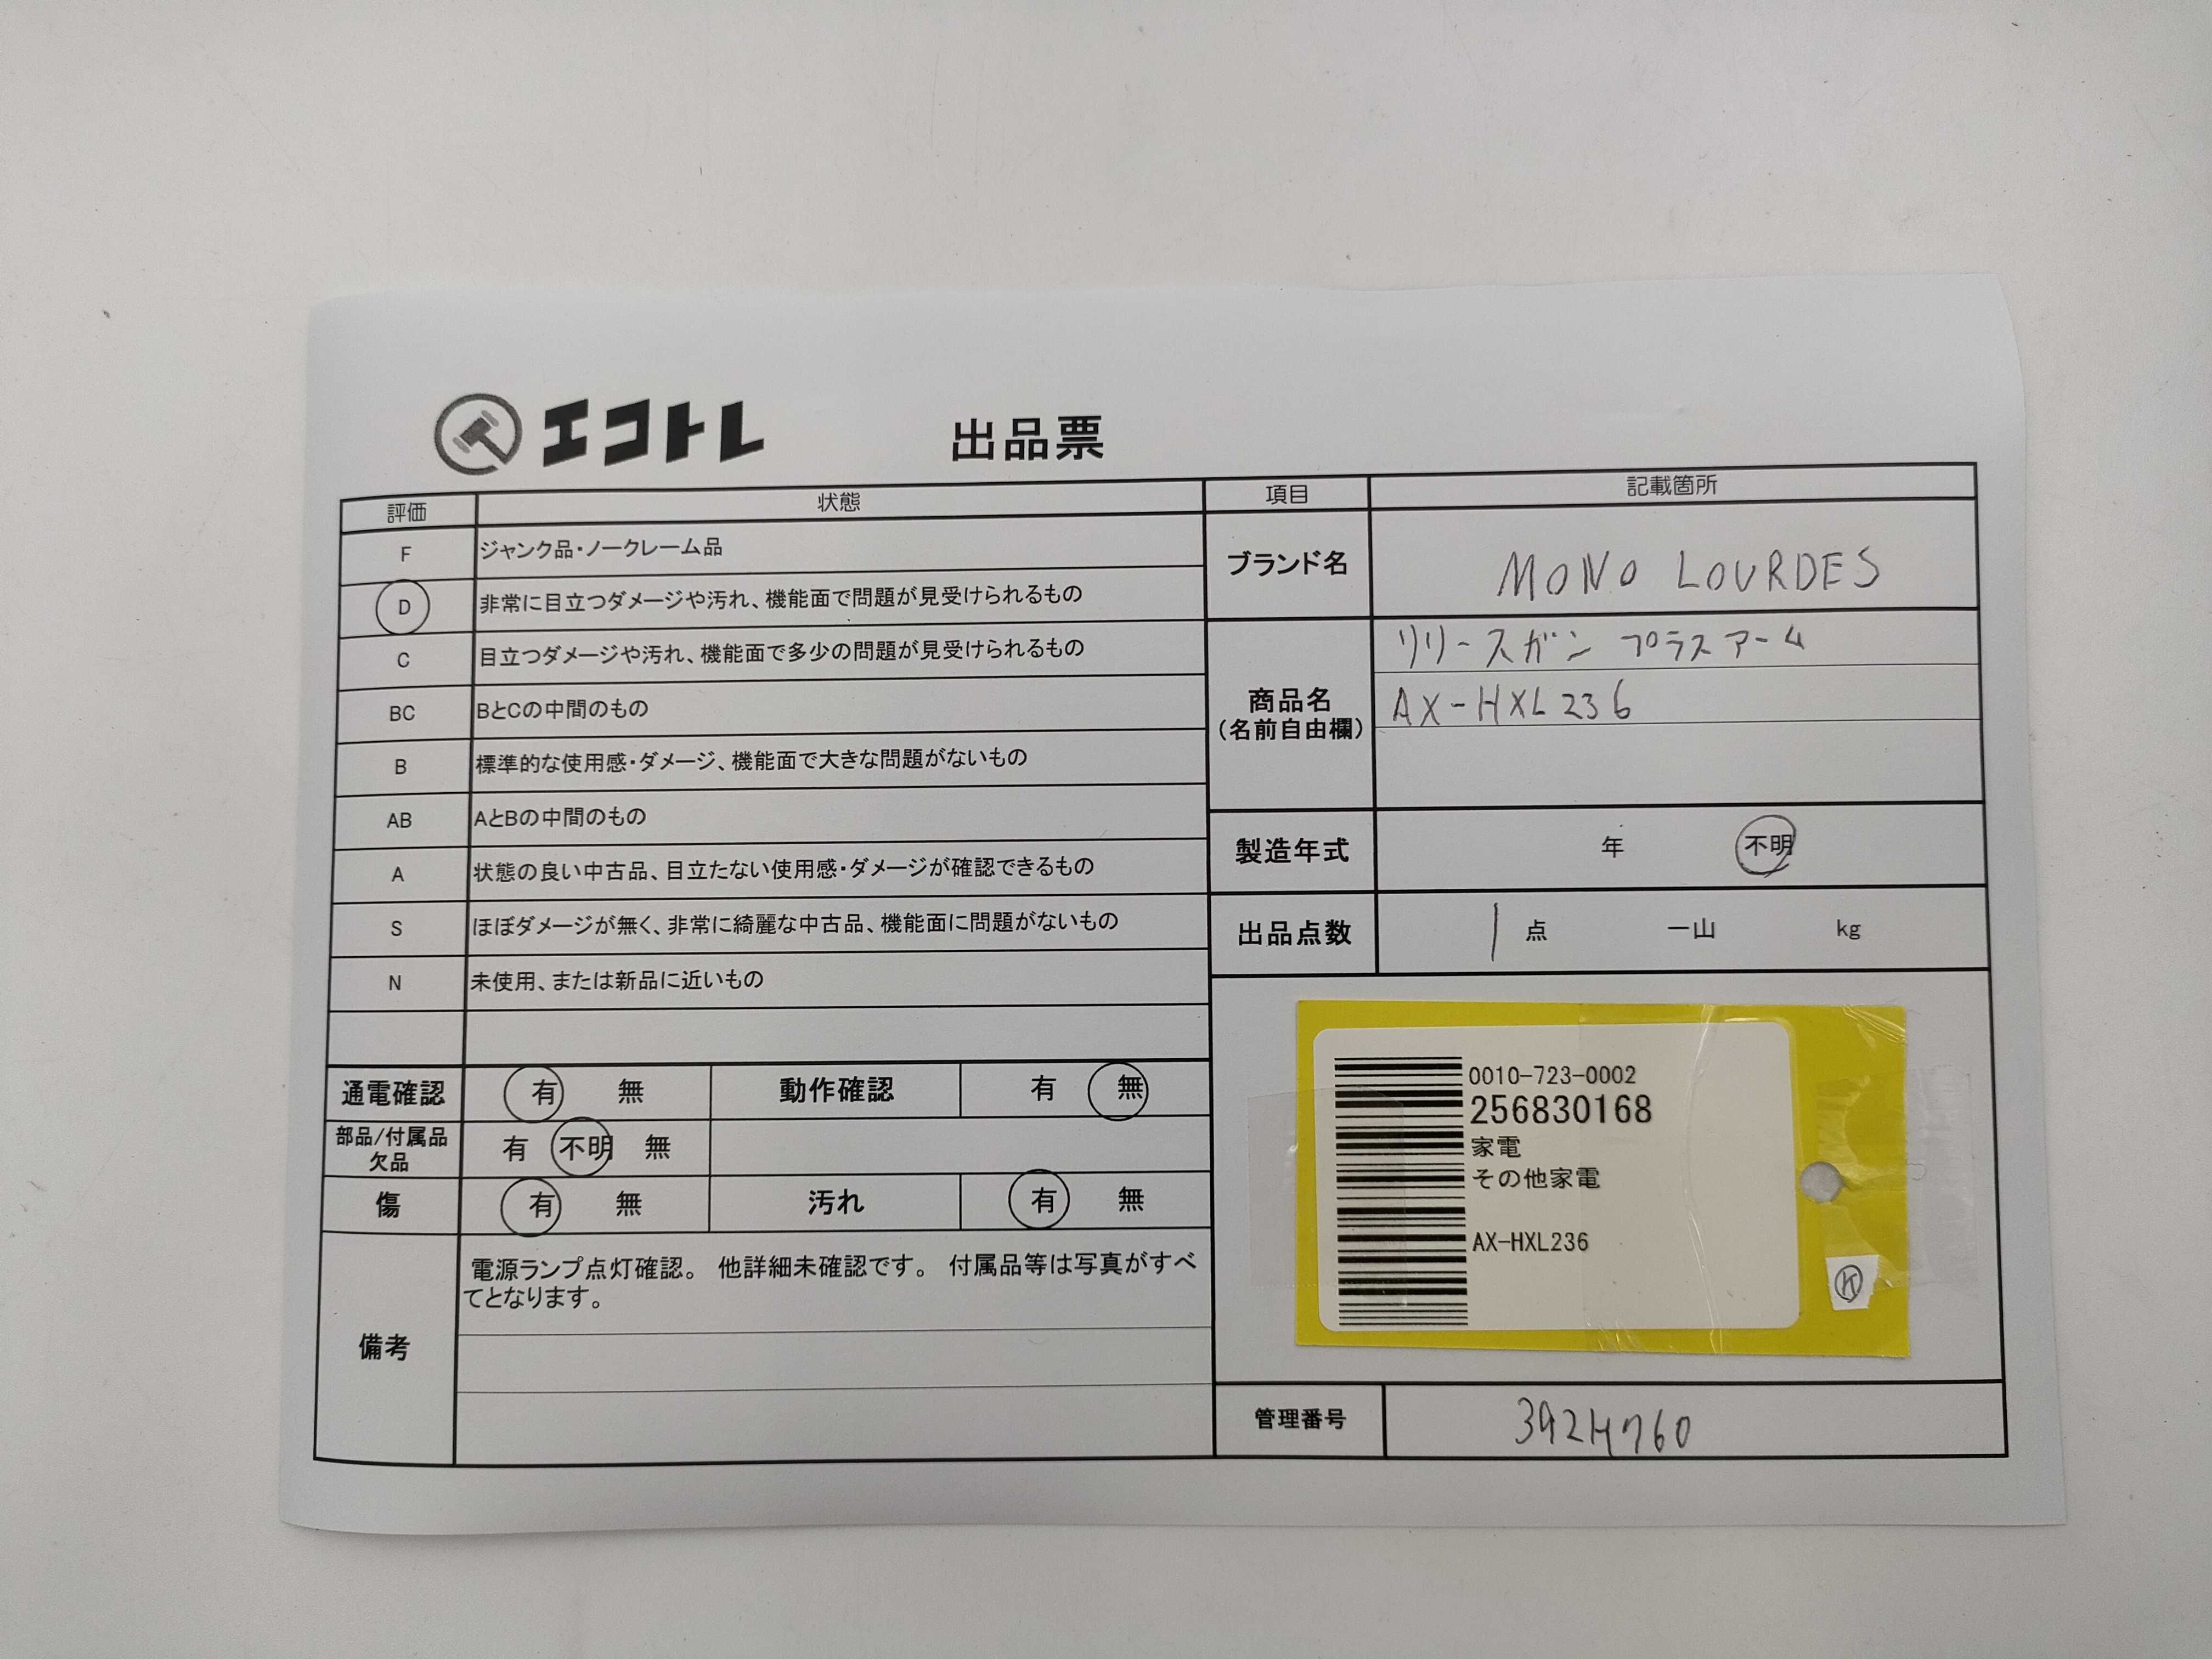 エコトレ
出品票
評価 状態
F ジャンク品・ノークレーム品
D 非常に目立つダメージや汚れ、機能面で問題が見受けられるもの
C 目立つダメージや汚れ、機能面で多少の問題が見受けられるもの
BC BとCの中間のもの
B 標準的な使用感・ダメージ、機能面で大きな問題がないもの
AB AとBの中間のもの
A 状態の良い中古品、目立たない使用感・ダメージが確認できるもの
S ほぼダメージが無く、非常に綺麗な中古品、機能面に問題がないもの
N 未使用、または新品に近いもの
通電確認 有 無 動作確認 有 無
部品/付属品
欠品
有 不明 無
傷 有 無 汚れ 有 無
備考
電源ランプ点灯確認。 他詳細未確認です。 付属品等は写真がすべ
てとなります。
項目 記載箇所
ブランド名 MONO LOURDES
商品名
(名前自由欄)
リリースガン プラスアーム
AX-HXL236
製造年式 年 不明
出品点数 1点 一山 kg
0010-723-0002
256830168
家電
その他家電
AX-HXL236
K
管理番号 392H760